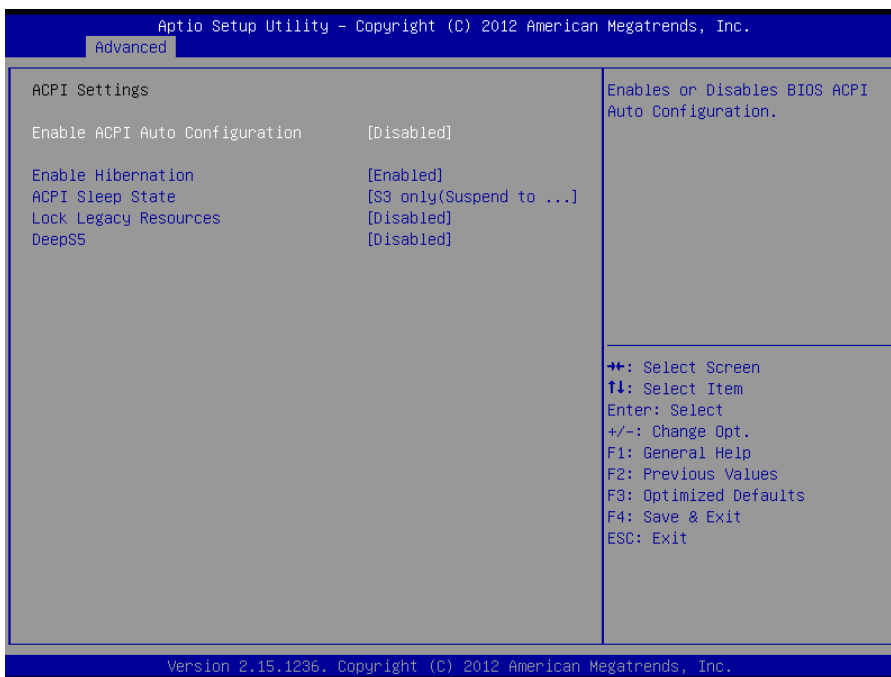 Aptio Setup Utility – Copyright (C) 2012 American Megatrends, Inc.
Advanced
ACPI Settings
Enable ACPI Auto Configuration [Disabled]
Enable Hibernation [Enabled]
ACPI Sleep State [S3 only(Suspend to ...]
Lock Legacy Resources [Disabled]
DeepS5 [Disabled]
Enables or Disables BIOS ACPI
Auto Configuration.
→←: Select Screen
↑↓: Select Item
Enter: Select
+/-: Change Opt.
F1: General Help
F2: Previous Values
F3: Optimized Defaults
F4: Save & Exit
ESC: Exit
Version 2.15.1236. Copyright (C) 2012 American Megatrends, Inc.